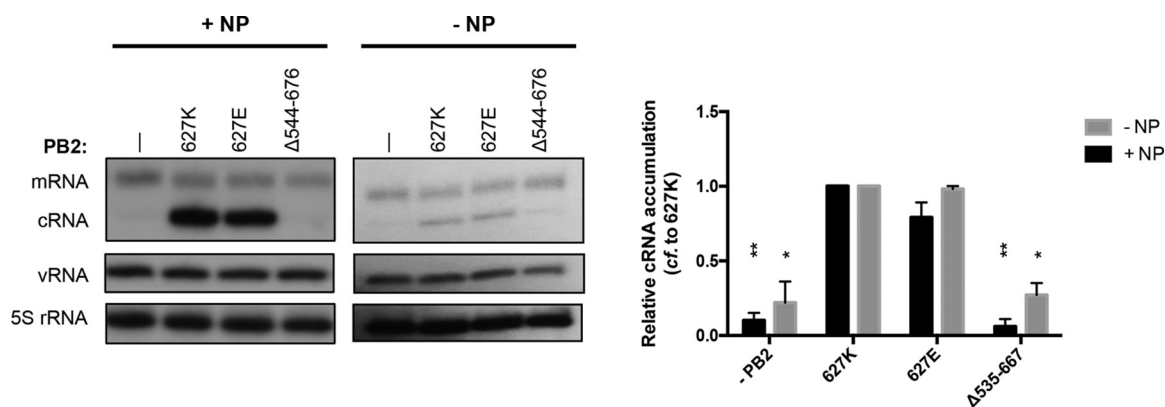 + NP
- NP
PB2:
—
627K
627E
Δ544-676
—
627K
627E
Δ544-676
mRNA
cRNA
vRNA
5S rRNA
Relative cRNA accumulation
(cf. to 627K)
1.5
1.0
0.5
0.0
**
*
**
*
- PB2
627K
627E
Δ535-667
- NP
+ NP